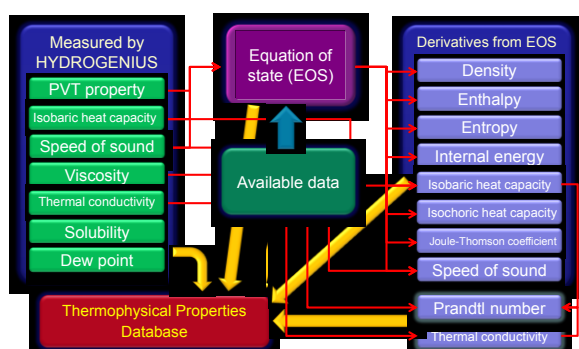 Measured by
HYDROGENIUS
PVT property
Isobaric heat capacity
Speed of sound
Viscosity
Thermal conductivity
Solubility
Dew point
Equation of
state (EOS)
Available data
Thermophysical Properties
Database
Derivatives from EOS
Density
Enthalpy
Entropy
Internal energy
Isobaric heat capacity
Isochoric heat capacity
Joule-Thomson coefficient
Speed of sound
Prandtl number
Thermal conductivity